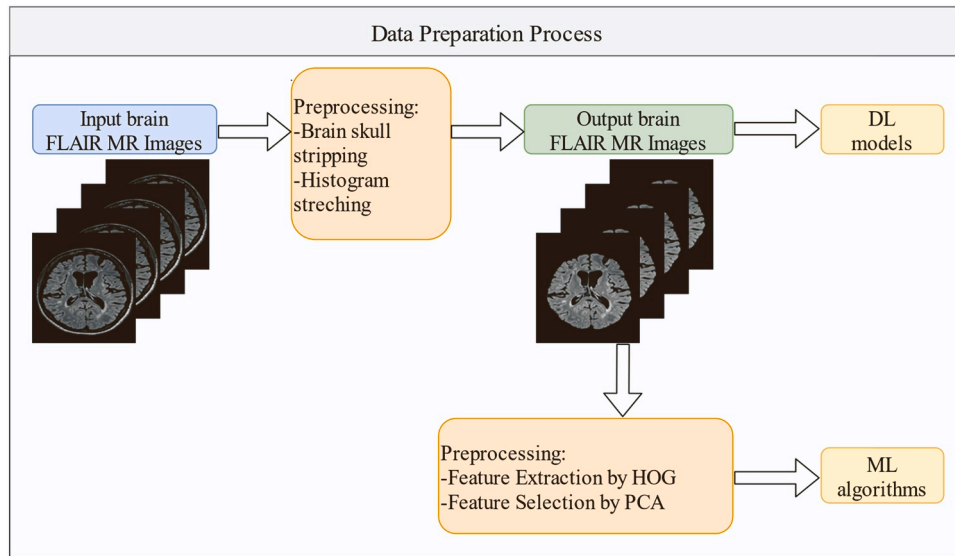 Data Preparation Process
Input brain
FLAIR MR Images
Preprocessing:
-Brain skull
stripping
-Histogram
streching
Output brain
FLAIR MR Images
DL
models
Preprocessing:
-Feature Extraction by HOG
-Feature Selection by PCA
ML
algorithms